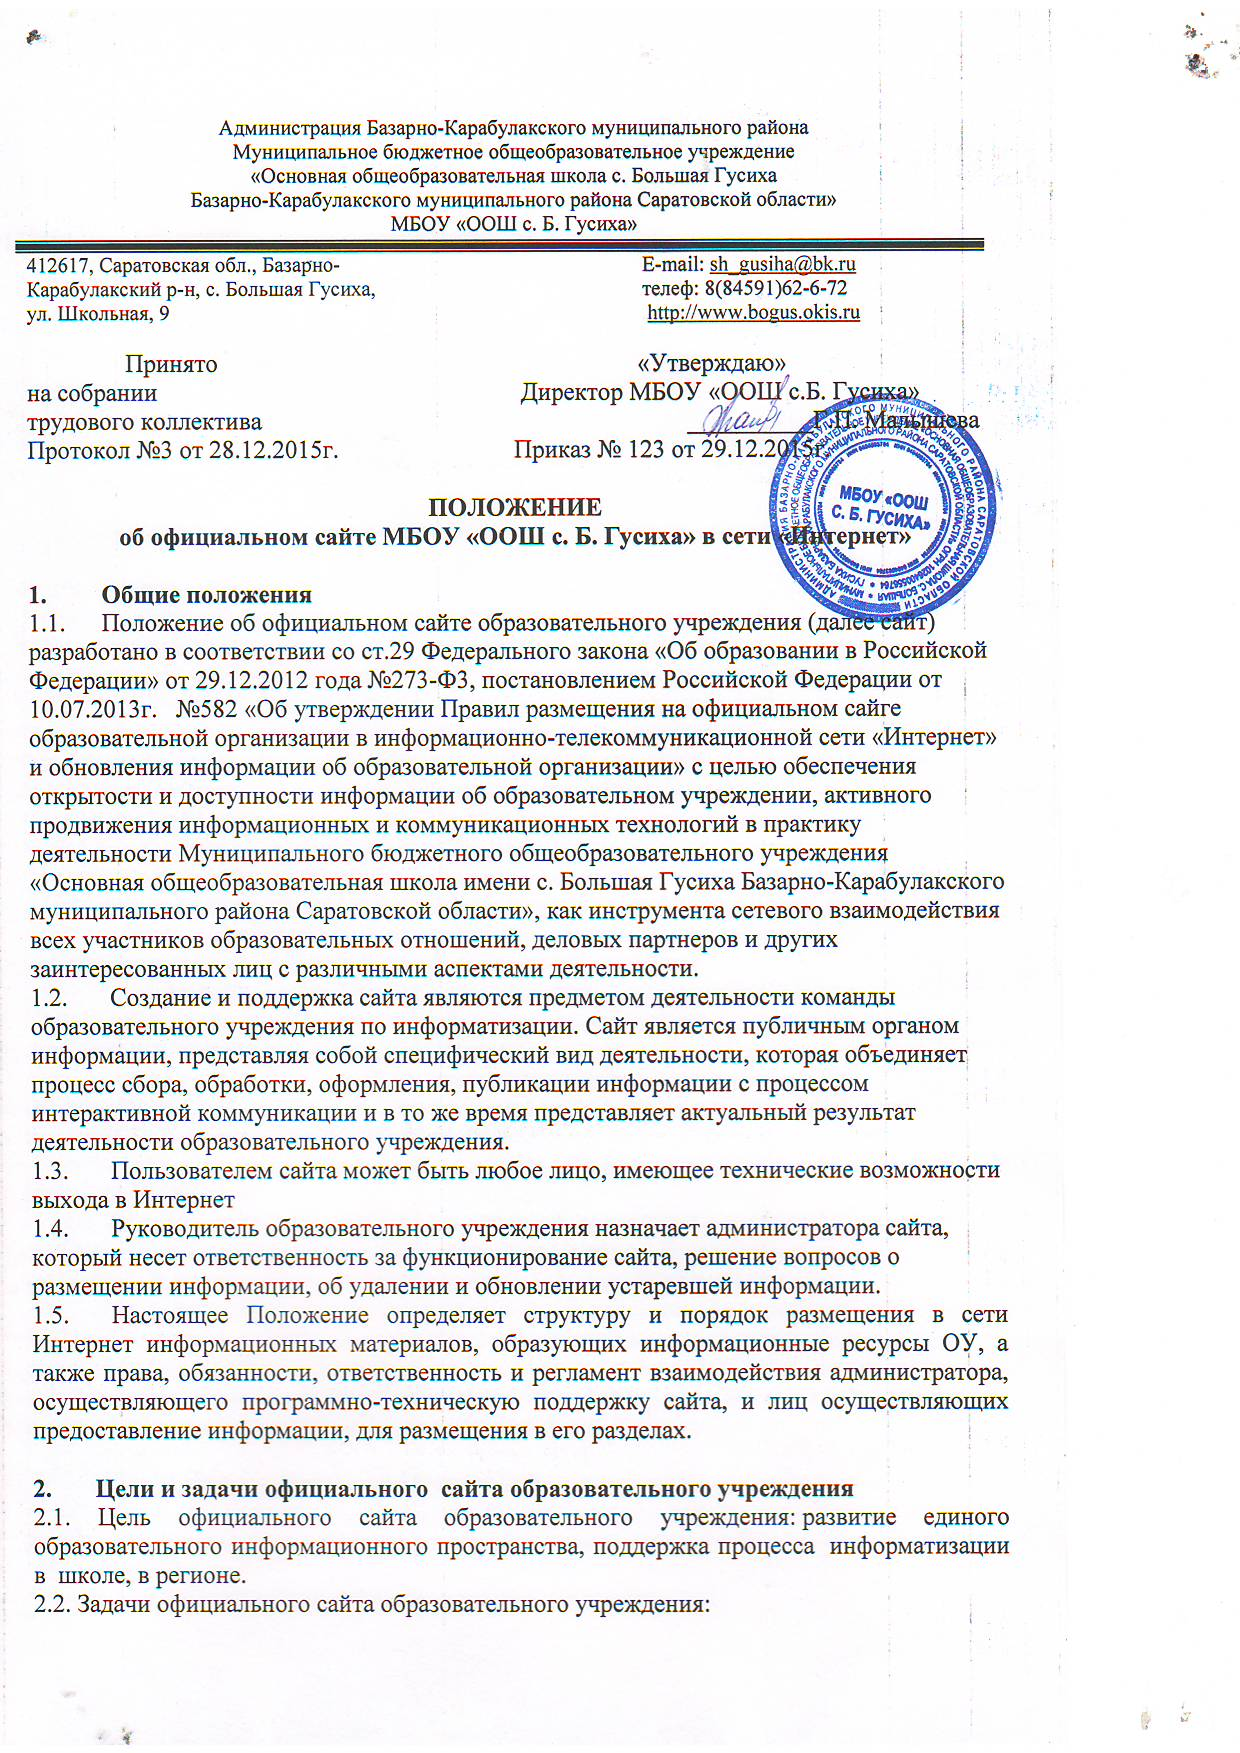 Администрация Базарно-Карабулакского муниципального района
Муниципальное бюджетное общеобразовательное учреждение
«Основная общеобразовательная школа с. Большая Гусиха
Базарно-Карабулакского муниципального района Саратовской области»
МБОУ «ООШ с. Б. Гусиха»
412617, Саратовская обл., Базарно-
Карабулакский р-н, с. Большая Гусиха,
ул. Школьная, 9
E-mail: sh_gusiha@bk.ru
телеф: 8(84591)62-6-72
http://www.bogus.okis.ru
Принято
на собрании
трудового коллектива
Протокол №3 от 28.12.2015г.
«Утверждаю»
Директор МБОУ «ООШ с.Б. Гусиха»
Г.П. Малышева
Приказ № 123 от 29.12.2015г.
МБОУ «ООШ
С. Б. ГУСИХА»
ПОЛОЖЕНИЕ
об официальном сайте МБОУ «ООШ с. Б. Гусиха» в сети «Интернет»
1. Общие положения
1.1. Положение об официальном сайте образовательного учреждения (далее сайт)
разработано в соответствии со ст.29 Федерального закона «Об образовании в Российской
Федерации» от 29.12.2012 года №273-ФЗ, постановлением Российской Федерации от
10.07.2013г. №582 «Об утверждении Правил размещения на официальном сайге
образовательной организации в информационно-телекоммуникационной сети «Интернет»
и обновления информации об образовательной организации» с целью обеспечения
открытости и доступности информации об образовательном учреждении, активного
продвижения информационных и коммуникационных технологий в практику
деятельности Муниципального бюджетного общеобразовательного учреждения
«Основная общеобразовательная школа имени с. Большая Гусиха Базарно-Карабулакского
муниципального района Саратовской области», как инструмента сетевого взаимодействия
всех участников образовательных отношений, деловых партнеров и других
заинтересованных лиц с различными аспектами деятельности.
1.2. Создание и поддержка сайта являются предметом деятельности команды
образовательного учреждения по информатизации. Сайт является публичным органом
информации, представляя собой специфический вид деятельности, которая объединяет
процесс сбора, обработки, оформления, публикации информации с процессом
интерактивной коммуникации и в то же время представляет актуальный результат
деятельности образовательного учреждения.
1.3. Пользователем сайта может быть любое лицо, имеющее технические возможности
выхода в Интернет
1.4. Руководитель образовательного учреждения назначает администратора сайта,
который несет ответственность за функционирование сайта, решение вопросов о
размещении информации, об удалении и обновлении устаревшей информации.
1.5. Настоящее Положение определяет структуру и порядок размещения в сети
Интернет информационных материалов, образующих информационные ресурсы ОУ, а
также права, обязанности, ответственность и регламент взаимодействия администратора,
осуществляющего программно-техническую поддержку сайта, и лиц осуществляющих
предоставление информации, для размещения в его разделах.
2. Цели и задачи официального сайта образовательного учреждения
2.1. Цель официального сайта образовательного учреждения: развитие единого
образовательного информационного пространства, поддержка процесса информатизации
в школе, в регионе.
2.2. Задачи официального сайта образовательного учреждения: